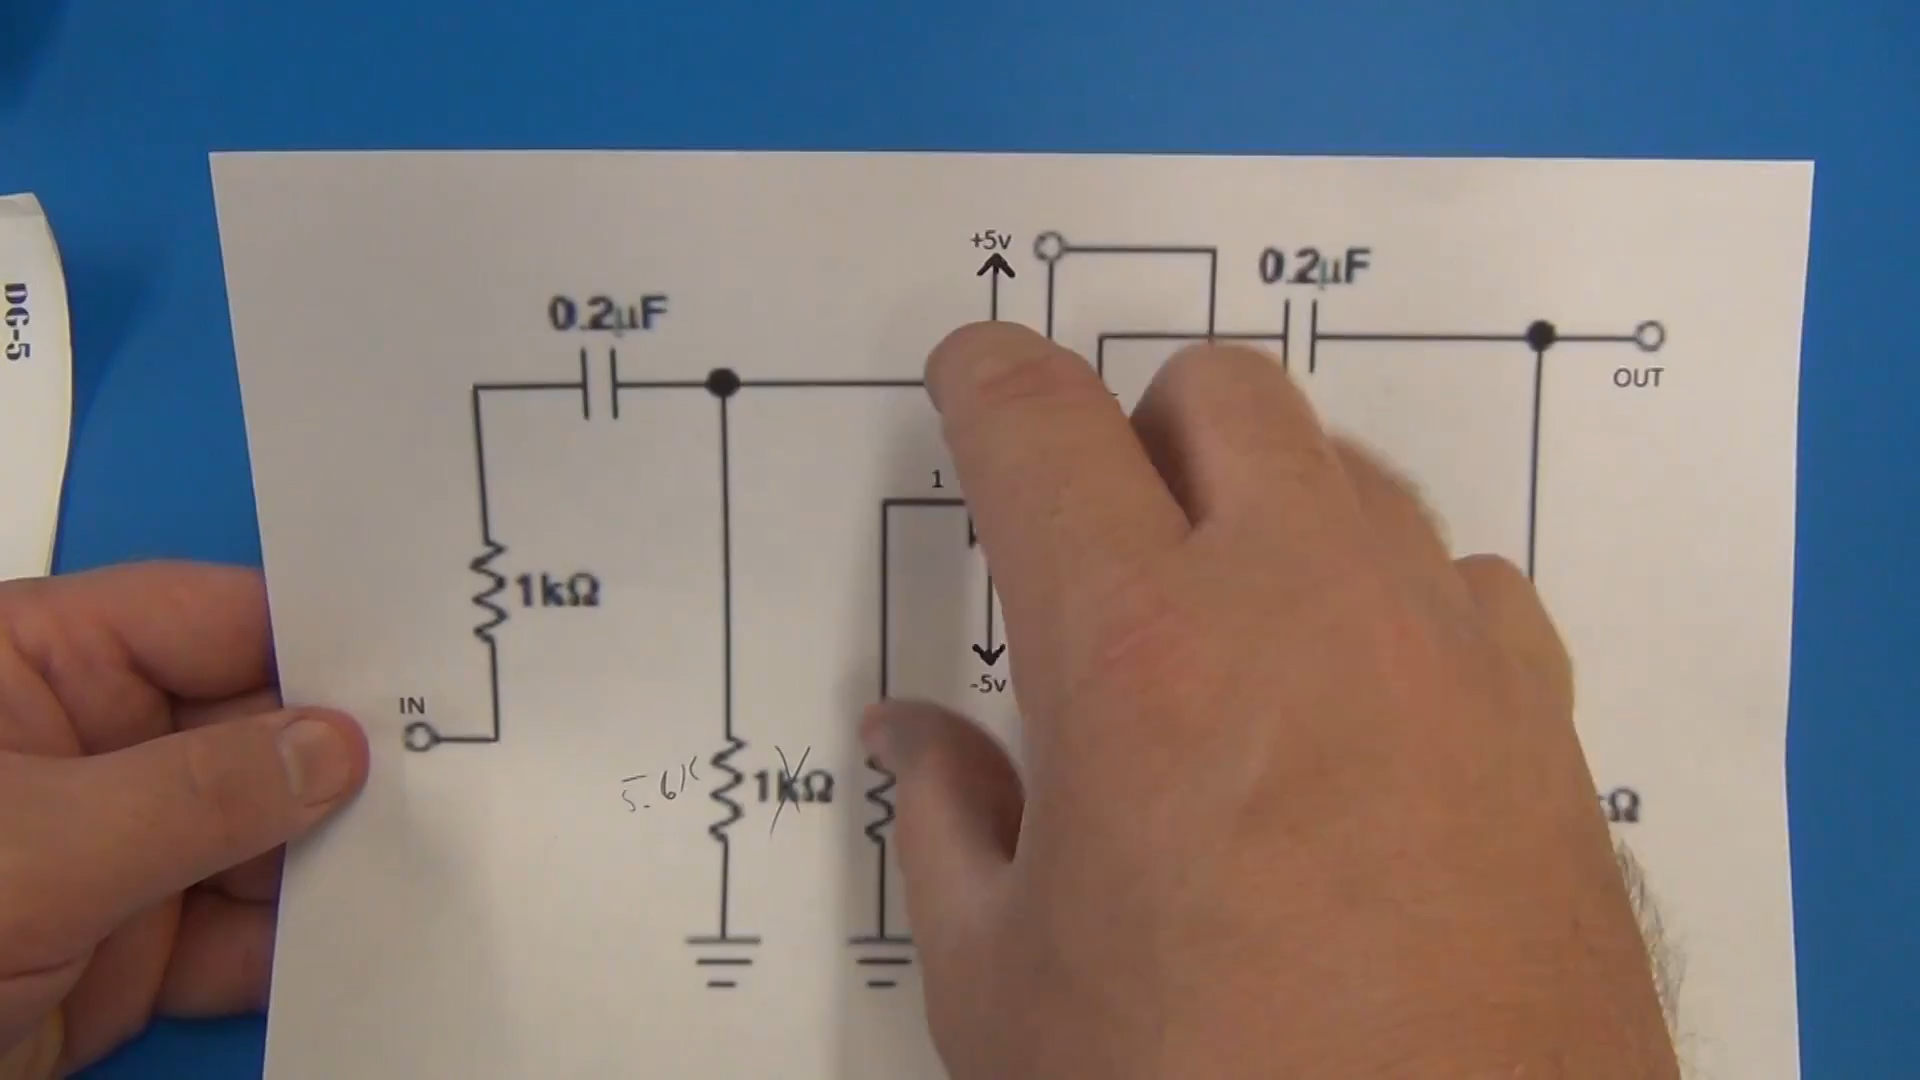 DG-5
+5v
0.2µF
0.2µF
OUT
1
1kΩ
-5v
IN
5.6K
1kΩ
Ω